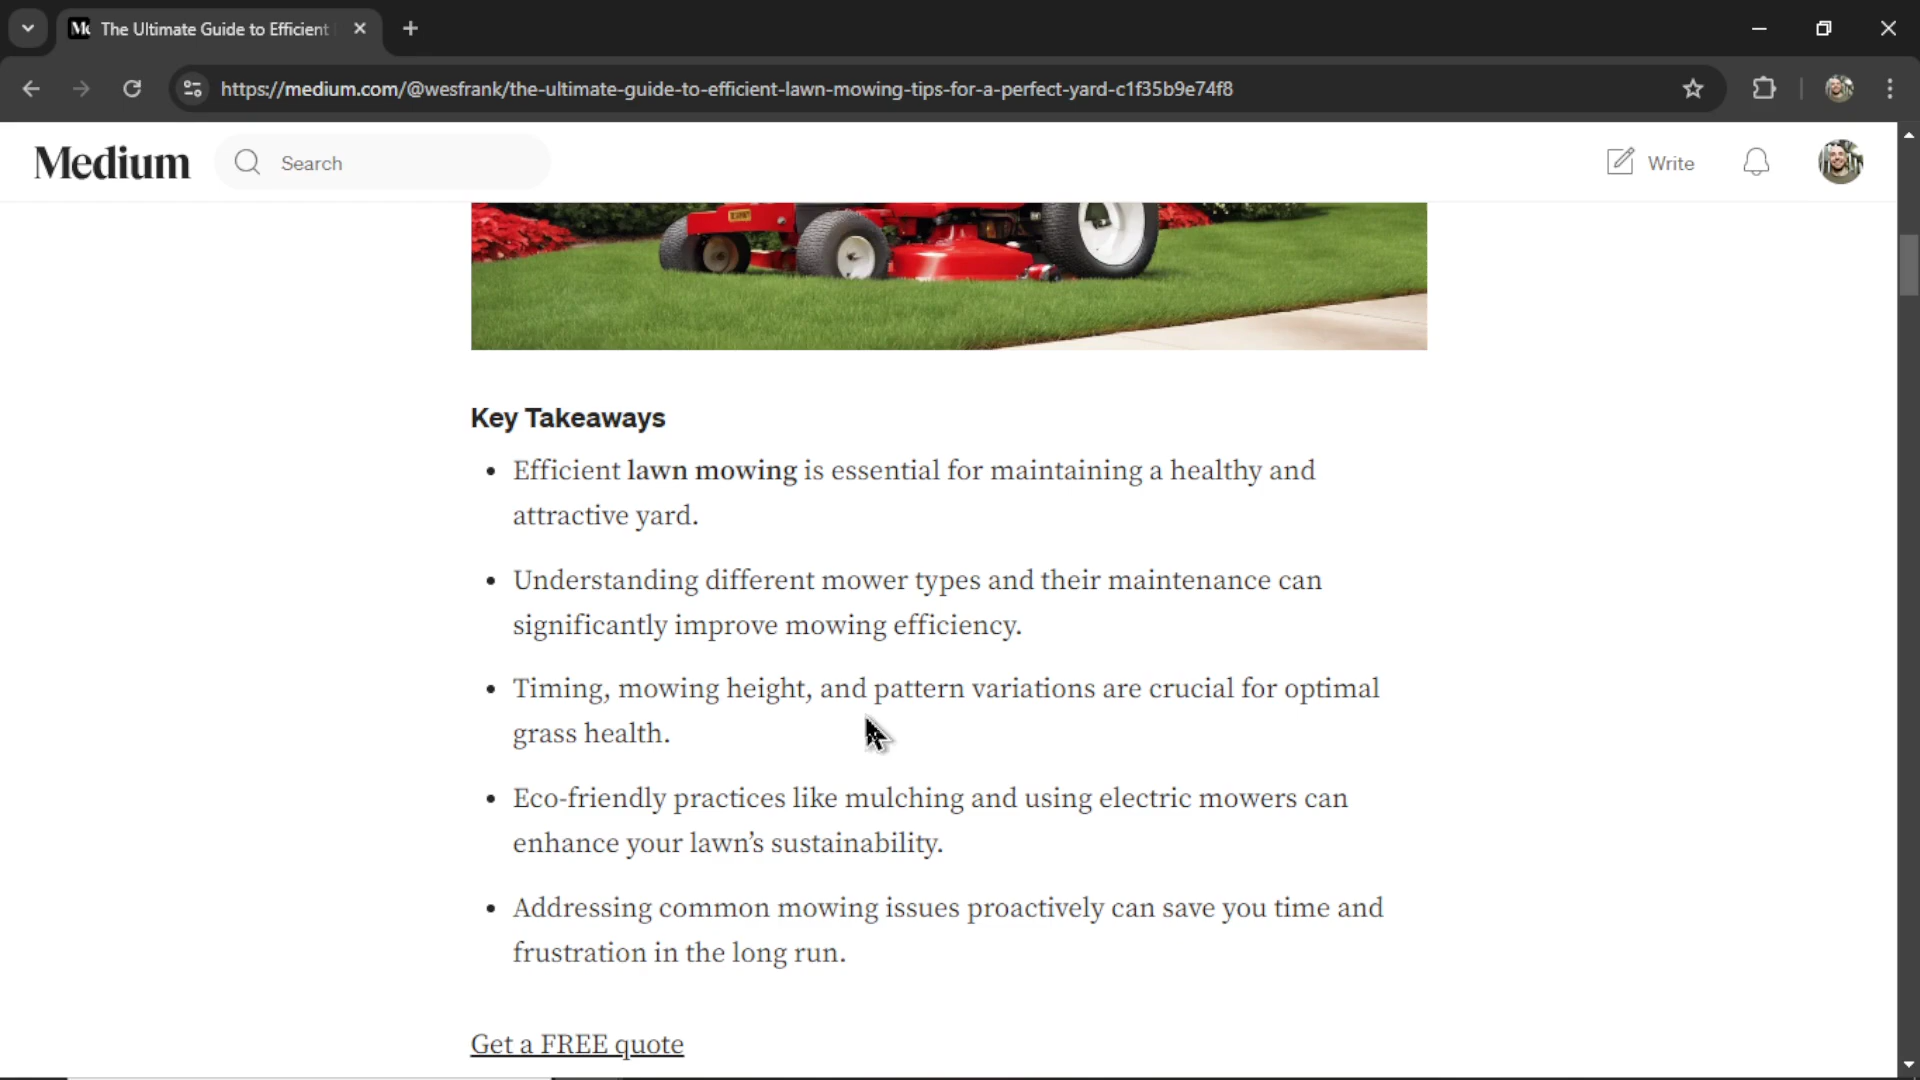 The Ultimate Guide to Efficient
https://medium.com/@wesfrank/the-ultimate-guide-to-efficient-lawn-mowing-tips-for-a-perfect-yard-c1f35b9e74f8
Medium
Search
Write
Key Takeaways
• Efficient lawn mowing is essential for maintaining a healthy and
attractive yard.
• Understanding different mower types and their maintenance can
significantly improve mowing efficiency.
• Timing, mowing height, and pattern variations are crucial for optimal
grass health.
• Eco-friendly practices like mulching and using electric mowers can
enhance your lawn’s sustainability.
• Addressing common mowing issues proactively can save you time and
frustration in the long run.
Get a FREE quote